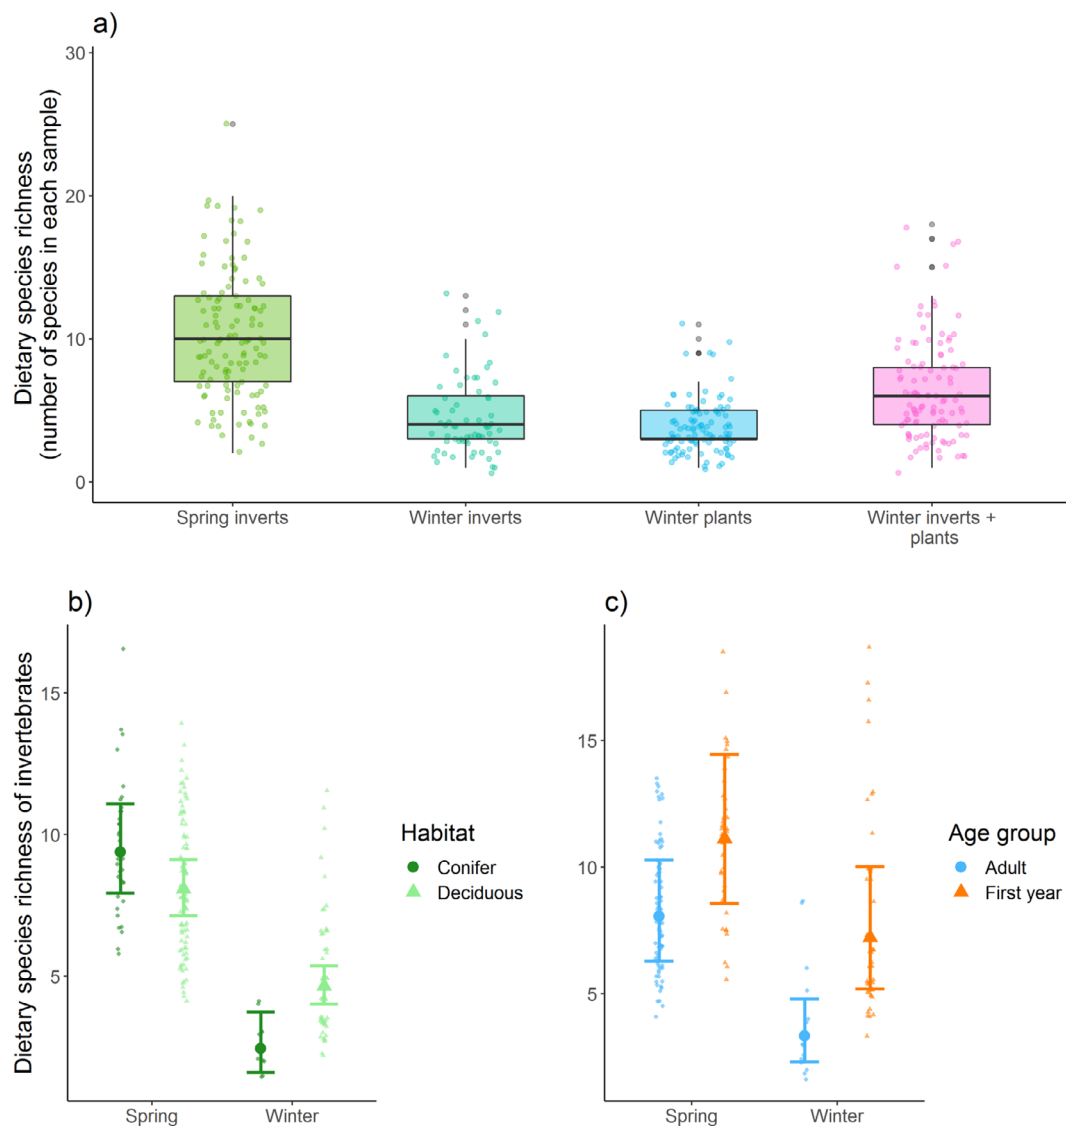 a)
Dietary species richness
(number of species in each sample)
30
20
10
0
Spring inverts
Winter inverts
Winter plants
Winter inverts +
plants
b)
Dietary species richness of invertebrates
15
10
5
Spring
Winter
Habitat
Conifer
Deciduous
c)
15
10
5
Spring
Winter
Age group
Adult
First year